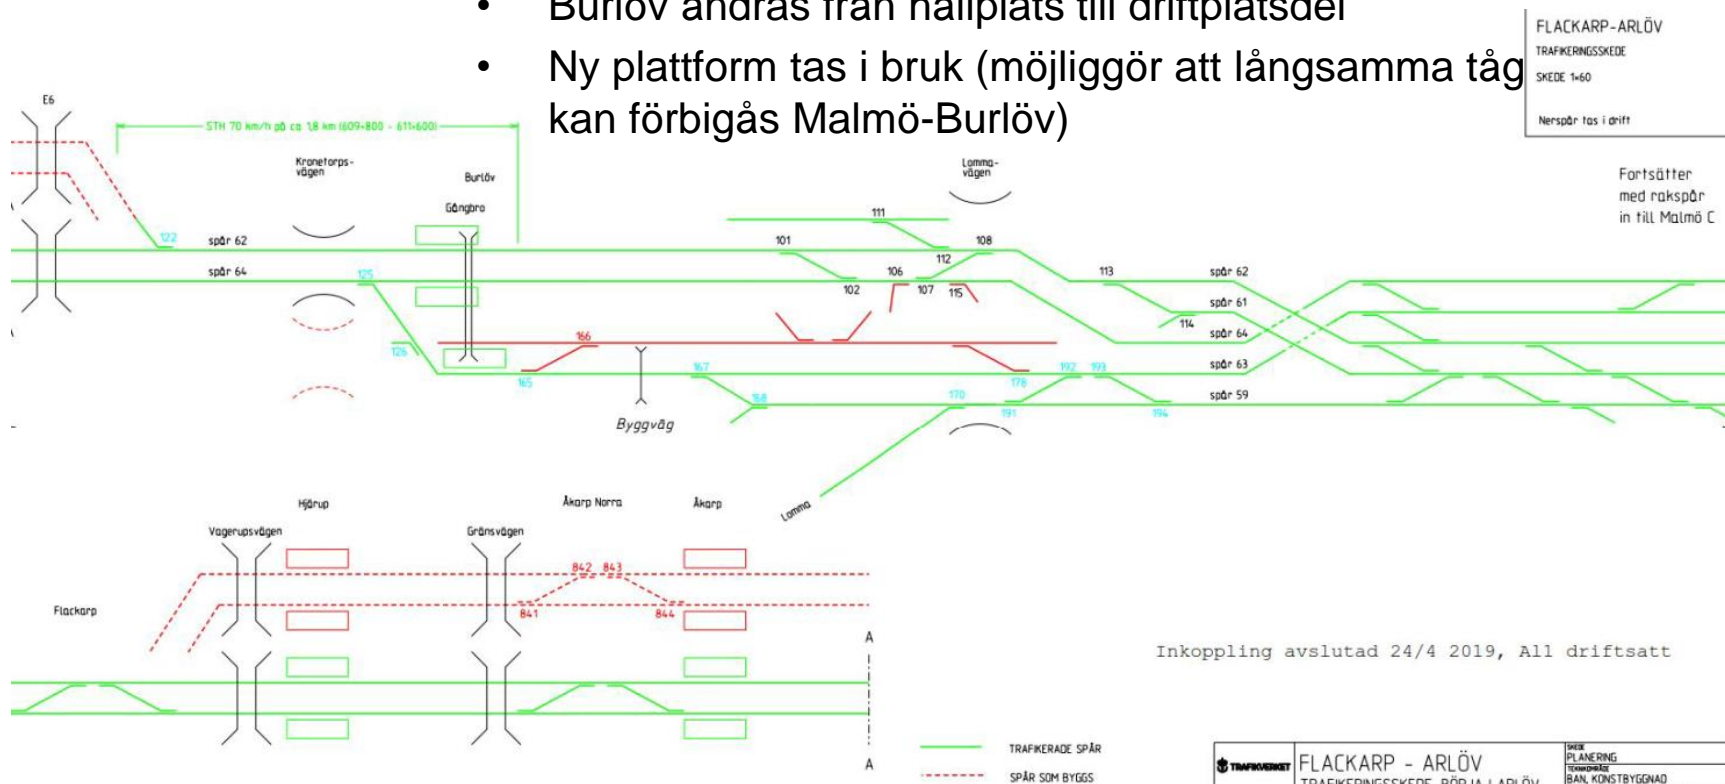 • Burlöv ändras från hållplats till driftplatsdel
• Ny plattform tas i bruk (möjliggör att långsamma tåg
kan förbigås Malmö-Burlöv)
FLACKARP-ARLÖV
TRAFIKERINGSSKEDE
SKEDE 1+60
Nerspår tas i drift
Fortsätter
med rakspår
in till Malmö C
E6
STH 70 km/h på ca 1,8 km (609+800 - 611+600)
Kronetorps-
vägen
Burlöv
Gångbro
Lomma-
vägen
111
122
spår 62
101
108
112
spår 64
125
106
113
spår 62
102
107
115
spår 61
114
spår 64
166
126
167
192
193
spår 63
165
178
168
170
spår 59
191
194
Byggväg
Lomma
Hjärup
Åkarp Norra
Åkarp
Vagerupsvägen
Gränsvägen
842
843
Flackarp
841
844
A
Inkoppling avslutad 24/4 2019, All driftsatt
A
TRAFIKERADE SPÅR
SPÅR SOM BYGGS
TRAFIKVERKET
FLACKARP - ARLÖV
TRAFIKERINGSSKEDE, BÖRJA I ARLÖV
SKEDE
PLANERING
TEKNIKOMRÅDE
BAN, KONSTBYGGNAD